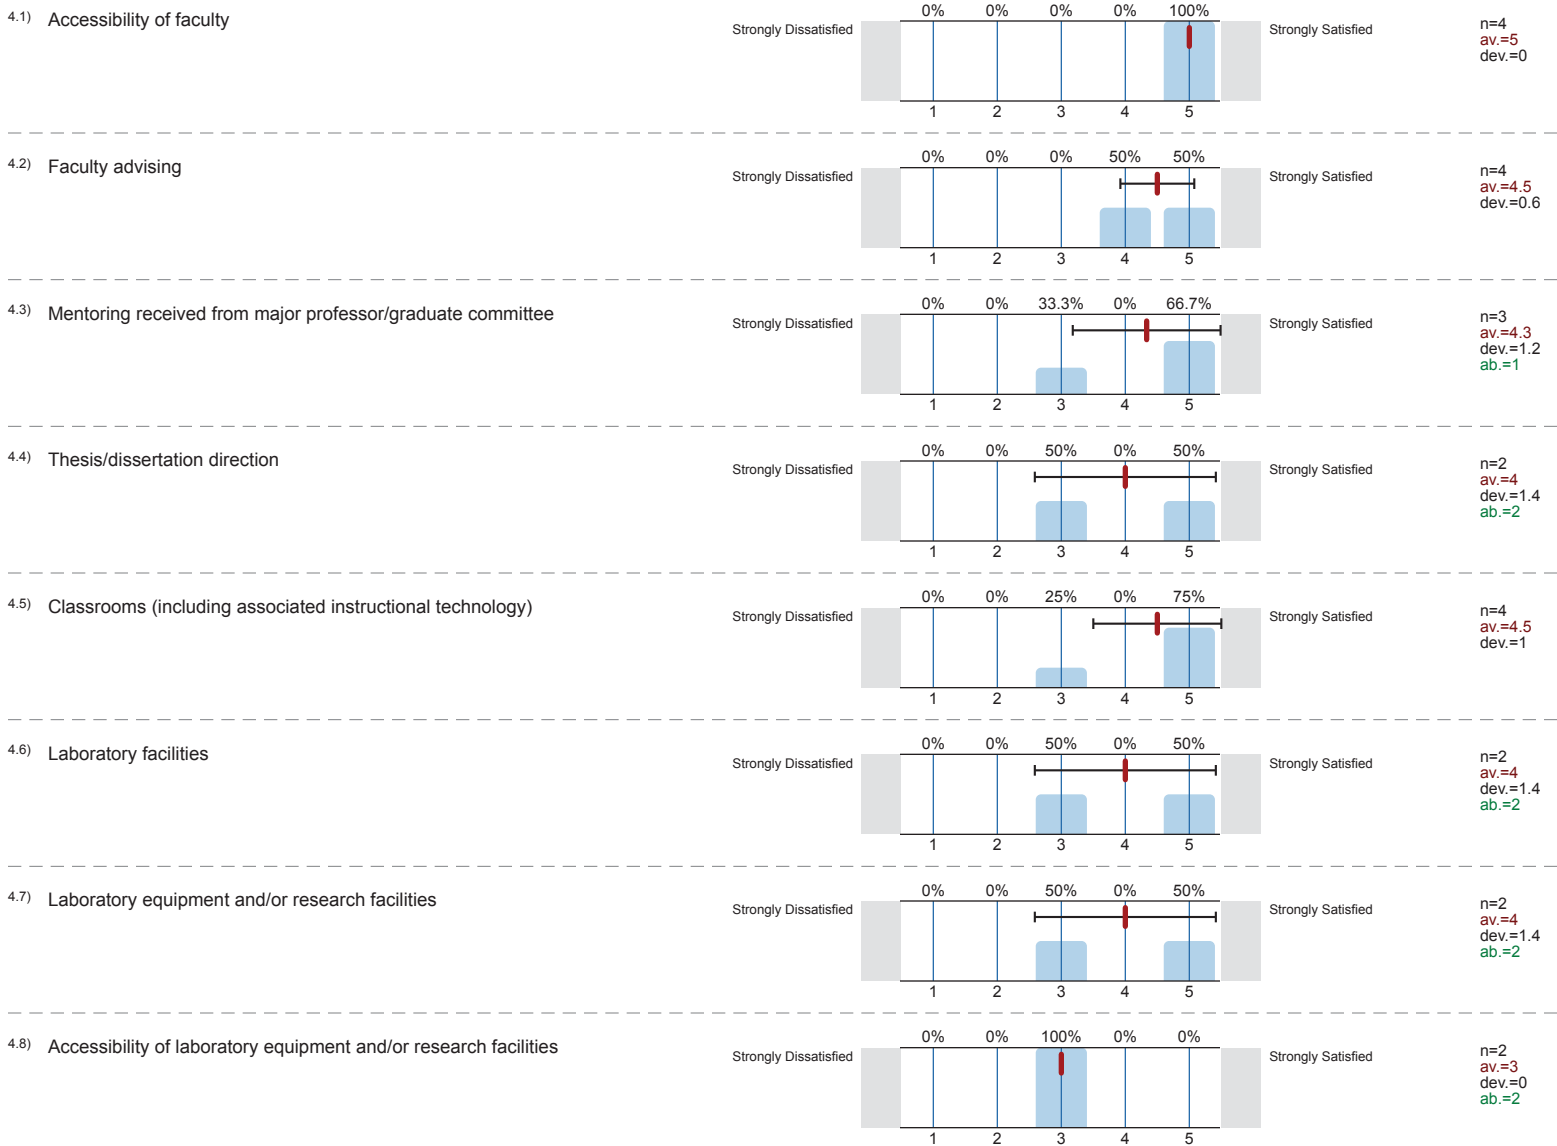 4.1) Accessibility of faculty
0% 0% 0% 0% 100%
Strongly Dissatisfied
Strongly Satisfied
n=4
av.=5
dev.=0
1 2 3 4 5
4.2) Faculty advising
0% 0% 0% 50% 50%
Strongly Dissatisfied
Strongly Satisfied
n=4
av.=4.5
dev.=0.6
1 2 3 4 5
4.3) Mentoring received from major professor/graduate committee
0% 0% 33.3% 0% 66.7%
Strongly Dissatisfied
Strongly Satisfied
n=3
av.=4.3
dev.=1.2
ab.=1
1 2 3 4 5
4.4) Thesis/dissertation direction
0% 0% 50% 0% 50%
Strongly Dissatisfied
Strongly Satisfied
n=2
av.=4
dev.=1.4
ab.=2
1 2 3 4 5
4.5) Classrooms (including associated instructional technology)
0% 0% 25% 0% 75%
Strongly Dissatisfied
Strongly Satisfied
n=4
av.=4.5
dev.=1
1 2 3 4 5
4.6) Laboratory facilities
0% 0% 50% 0% 50%
Strongly Dissatisfied
Strongly Satisfied
n=2
av.=4
dev.=1.4
ab.=2
1 2 3 4 5
4.7) Laboratory equipment and/or research facilities
0% 0% 50% 0% 50%
Strongly Dissatisfied
Strongly Satisfied
n=2
av.=4
dev.=1.4
ab.=2
1 2 3 4 5
4.8) Accessibility of laboratory equipment and/or research facilities
0% 0% 100% 0% 0%
Strongly Dissatisfied
Strongly Satisfied
n=2
av.=3
dev.=0
ab.=2
1 2 3 4 5